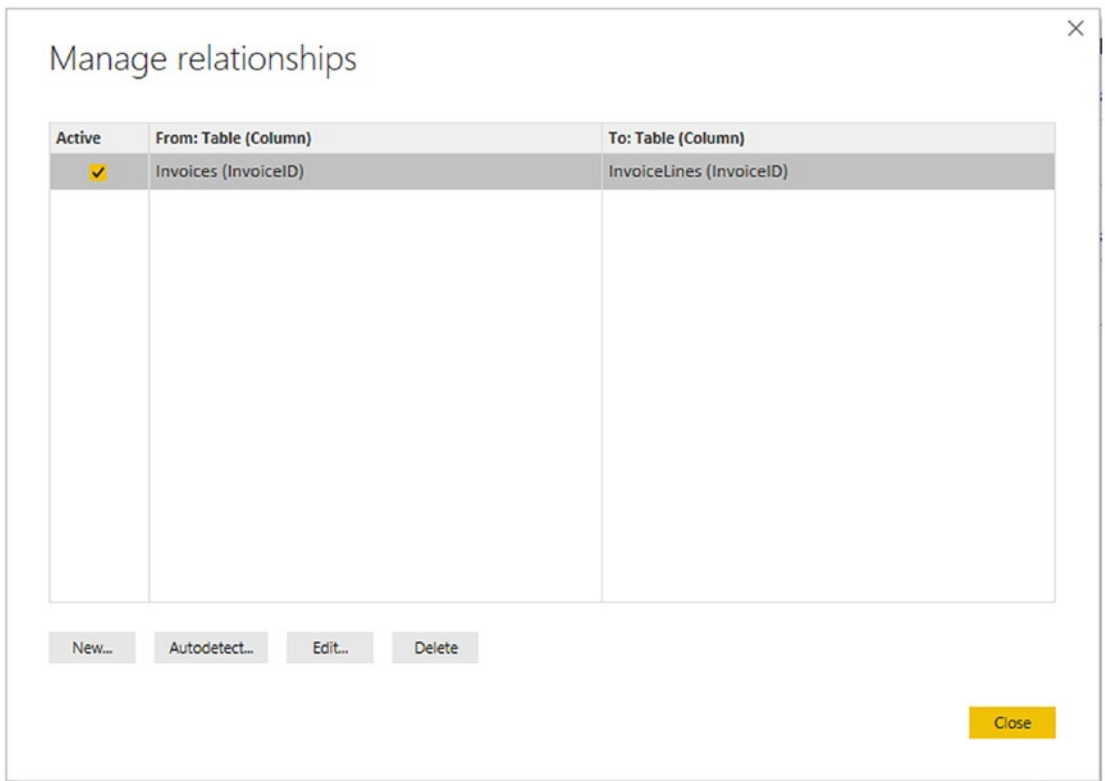 Manage relationships
Active From: Table (Column) To: Table (Column)
Invoices (InvoiceID) InvoiceLines (InvoiceID)
New... Autodetect... Edit... Delete
Close